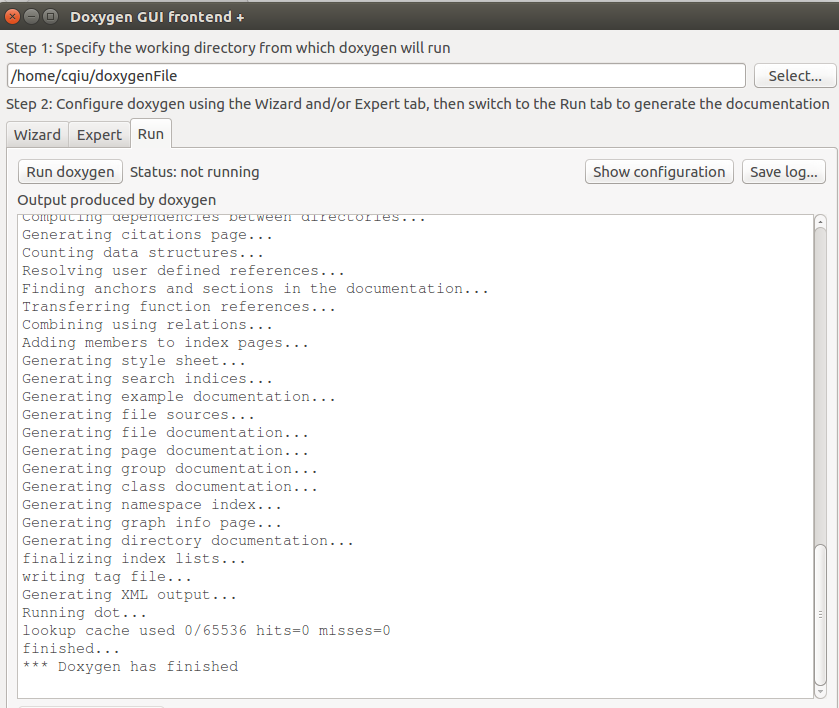 Doxygen GUI frontend +
Step 1: Specify the working directory from which doxygen will run
/home/cqiu/doxygenFile
Select...
Step 2: Configure doxygen using the Wizard and/or Expert tab, then switch to the Run tab to generate the documentation
Wizard Expert Run
Run doxygen Status: not running Show configuration Save log...
Output produced by doxygen
Computing dependencies between directories...
Generating citations page...
Counting data structures...
Resolving user defined references...
Finding anchors and sections in the documentation...
Transferring function references...
Combining using relations...
Adding members to index pages...
Generating style sheet...
Generating search indices...
Generating example documentation...
Generating file sources...
Generating file documentation...
Generating page documentation...
Generating group documentation...
Generating class documentation...
Generating namespace index...
Generating graph info page...
Generating directory documentation...
finalizing index lists...
writing tag file...
Generating XML output...
Running dot...
lookup cache used 0/65536 hits=0 misses=0
finished...
*** Doxygen has finished